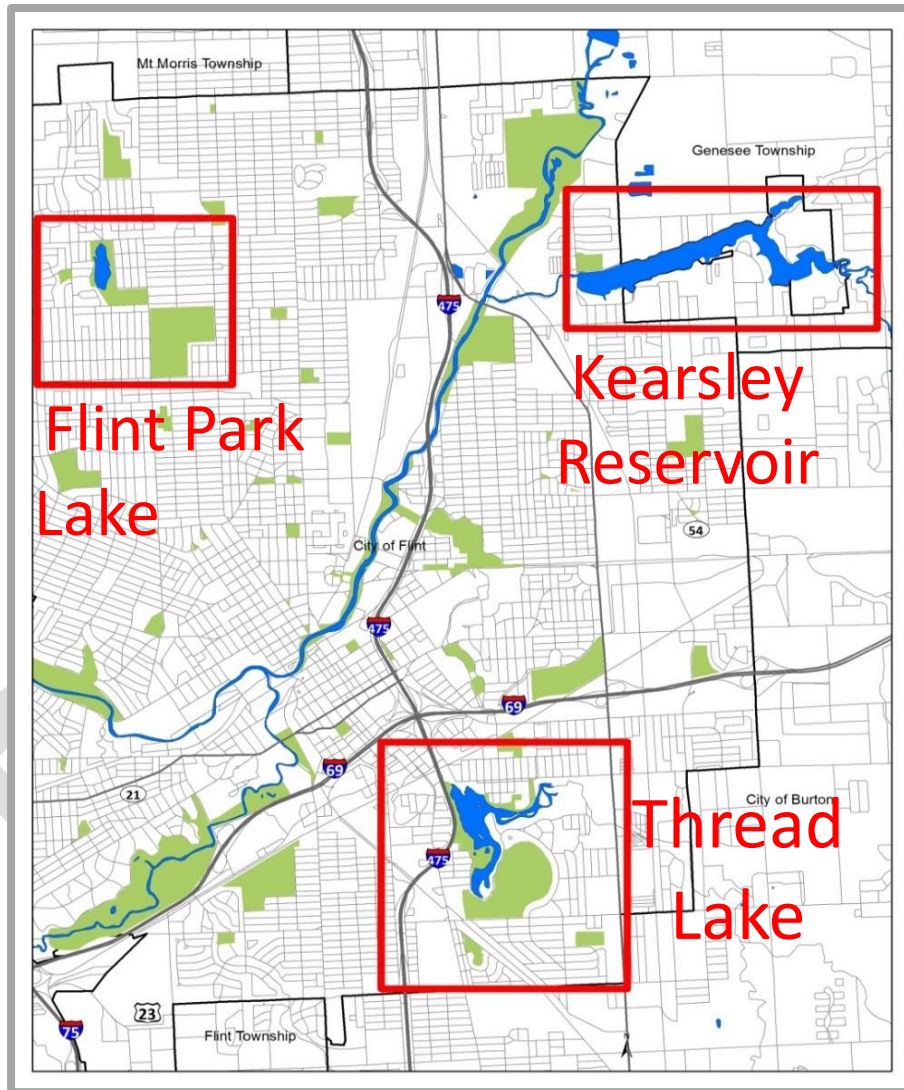 Mt Morris Township
Genesee Township
475
Kearsley
Reservoir
Flint Park
Lake
54
City of Flint
475
69
69
21
City of Burton
Thread
Lake
475
23
Flint Township
75
N